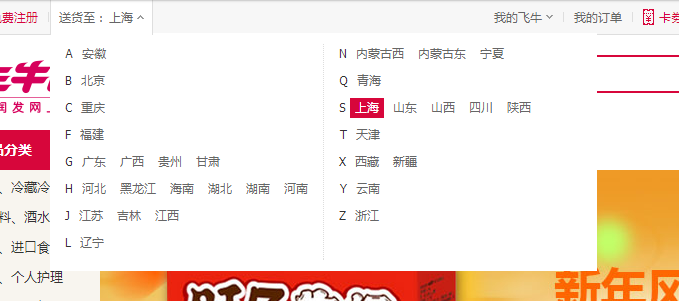 免费注册 送货至：上海 我的飞牛 我的订单 卡券
A 安徽
B 北京
C 重庆
F 福建
G 广东 广西 贵州 甘肃
H 河北 黑龙江 海南 湖北 湖南 河南
J 江苏 吉林 江西
L 辽宁
N 内蒙古西 内蒙古东 宁夏
Q 青海
S 上海 山东 山西 四川 陕西
T 天津
X 西藏 新疆
Y 云南
Z 浙江
牛
润发网
品分类
、冷藏冷
料、酒水
、进口食
、个人护理
新年网